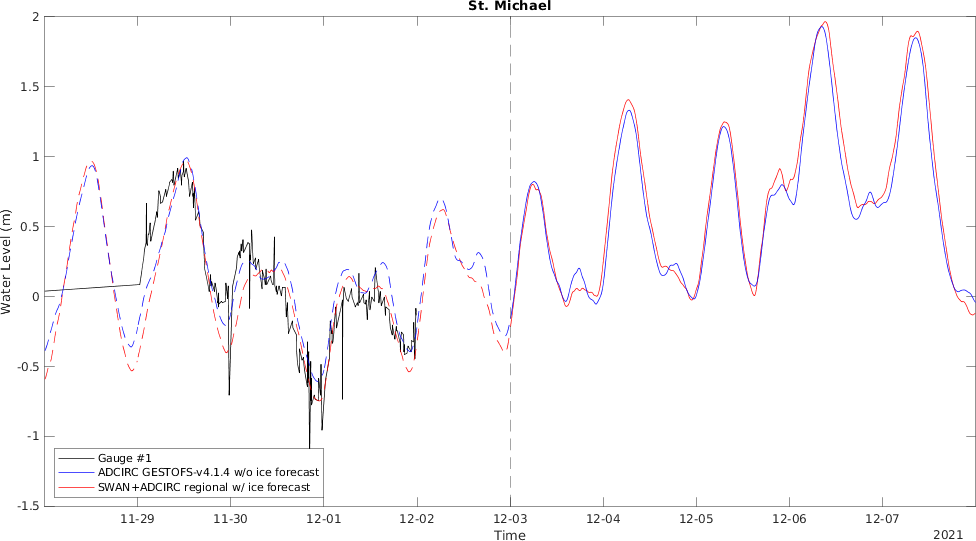 St. Michael
2
1.5
1
0.5
0
-0.5
-1
-1.5
Water Level (m)
Gauge #1
ADCIRC GESTOFS-v4.1.4 w/o ice forecast
SWAN+ADCIRC regional w/ ice forecast
11-29 11-30 12-01 12-02 12-03 12-04 12-05 12-06 12-07
Time
2021